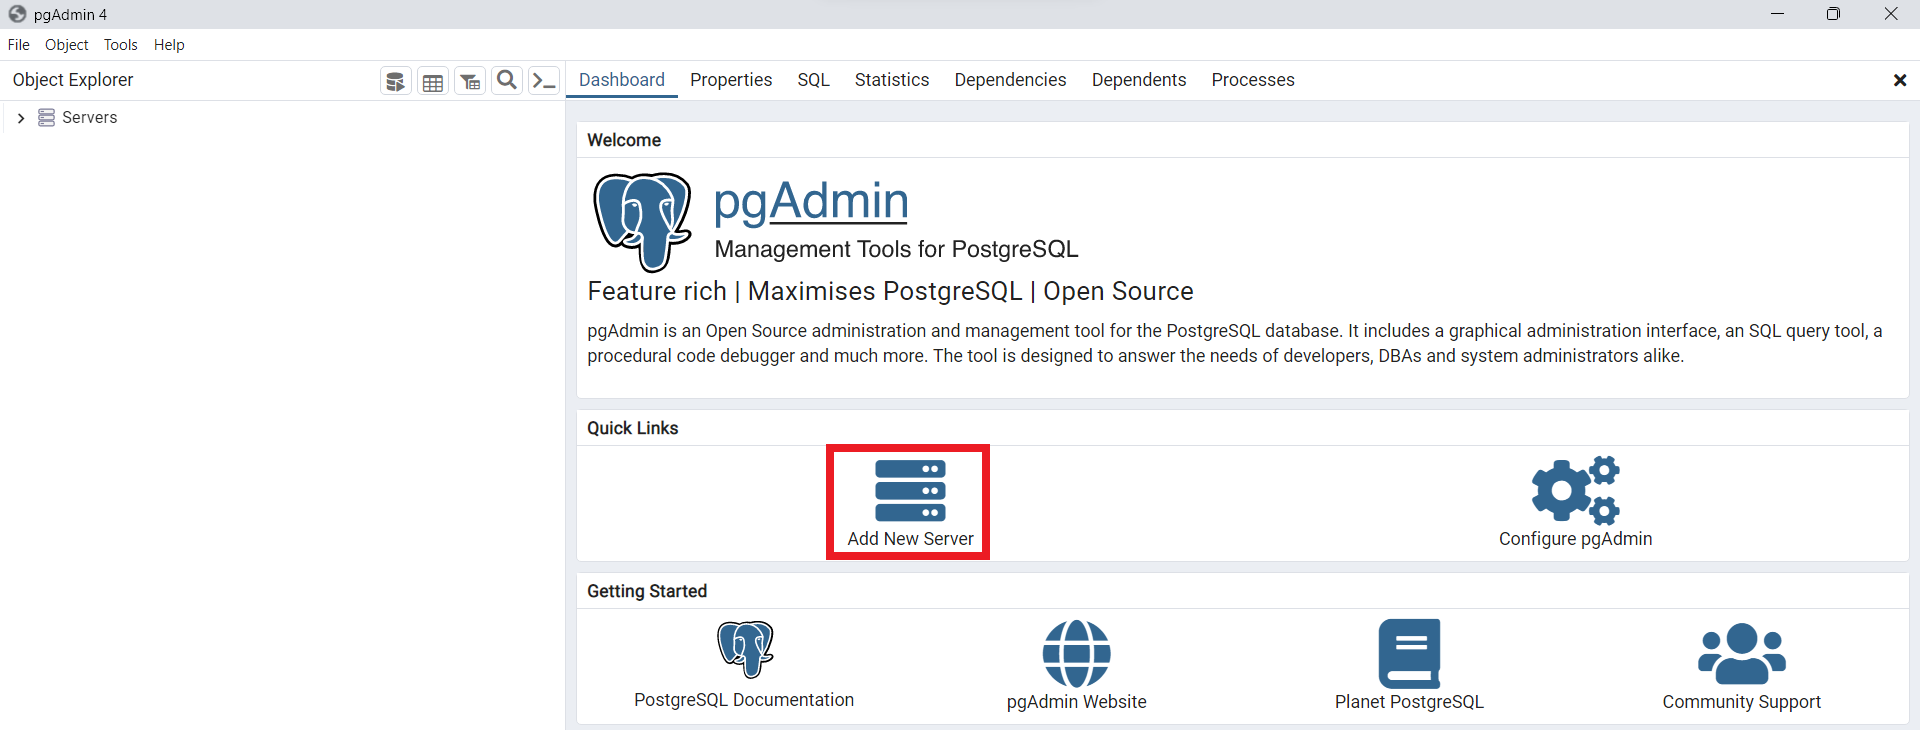 pgAdmin 4
File Object Tools Help
Object Explorer
Dashboard Properties SQL Statistics Dependencies Dependents Processes
Servers
Welcome
pgAdmin
Management Tools for PostgreSQL
Feature rich | Maximises PostgreSQL | Open Source
pgAdmin is an Open Source administration and management tool for the PostgreSQL database. It includes a graphical administration interface, an SQL query tool, a
procedural code debugger and much more. The tool is designed to answer the needs of developers, DBAs and system administrators alike.
Quick Links
Add New Server
Configure pgAdmin
Getting Started
PostgreSQL Documentation
pgAdmin Website
Planet PostgreSQL
Community Support